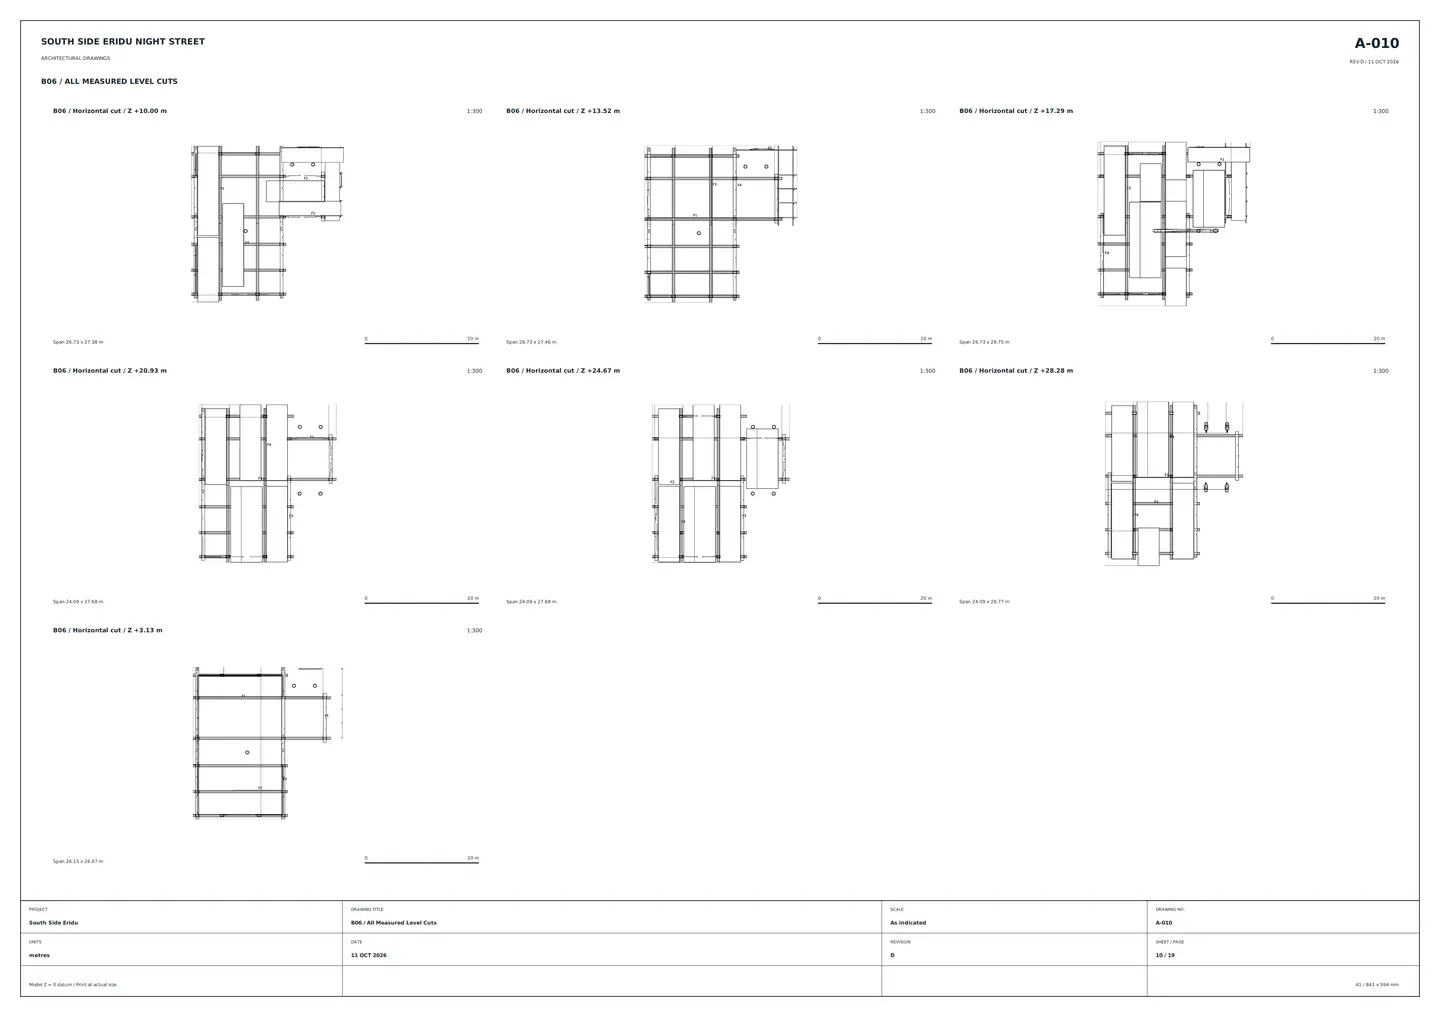 SOUTH SIDE ERIDU NIGHT STREET
A-010
ARCHITECTURAL DRAWINGS
REV D / 11 OCT 2026
B06 / ALL MEASURED LEVEL CUTS
B06 / Horizontal cut / Z +10.00 m
1:300
B06 / Horizontal cut / Z +13.52 m
1:300
B06 / Horizontal cut / Z +17.29 m
1:300
Span 26.73 x 27.38 m
0 20 m
Span 26.73 x 27.46 m
0 20 m
Span 26.73 x 28.75 m
0 20 m
B06 / Horizontal cut / Z +20.93 m
1:300
B06 / Horizontal cut / Z +24.67 m
1:300
B06 / Horizontal cut / Z +28.28 m
1:300
Span 24.09 x 27.68 m
0 20 m
Span 24.09 x 27.68 m
0 20 m
Span 24.09 x 28.77 m
0 20 m
B06 / Horizontal cut / Z +3.13 m
1:300
Span 26.15 x 26.67 m
0 20 m
PROJECT
South Side Eridu
DRAWING TITLE
B06 / All Measured Level Cuts
SCALE
As indicated
DRAWING NO.
A-010
UNITS
metres
DATE
11 OCT 2026
REVISION
D
SHEET / PAGE
10 / 19
Model Z = 0 datum / Print at actual size
A1 / 841 x 594 mm